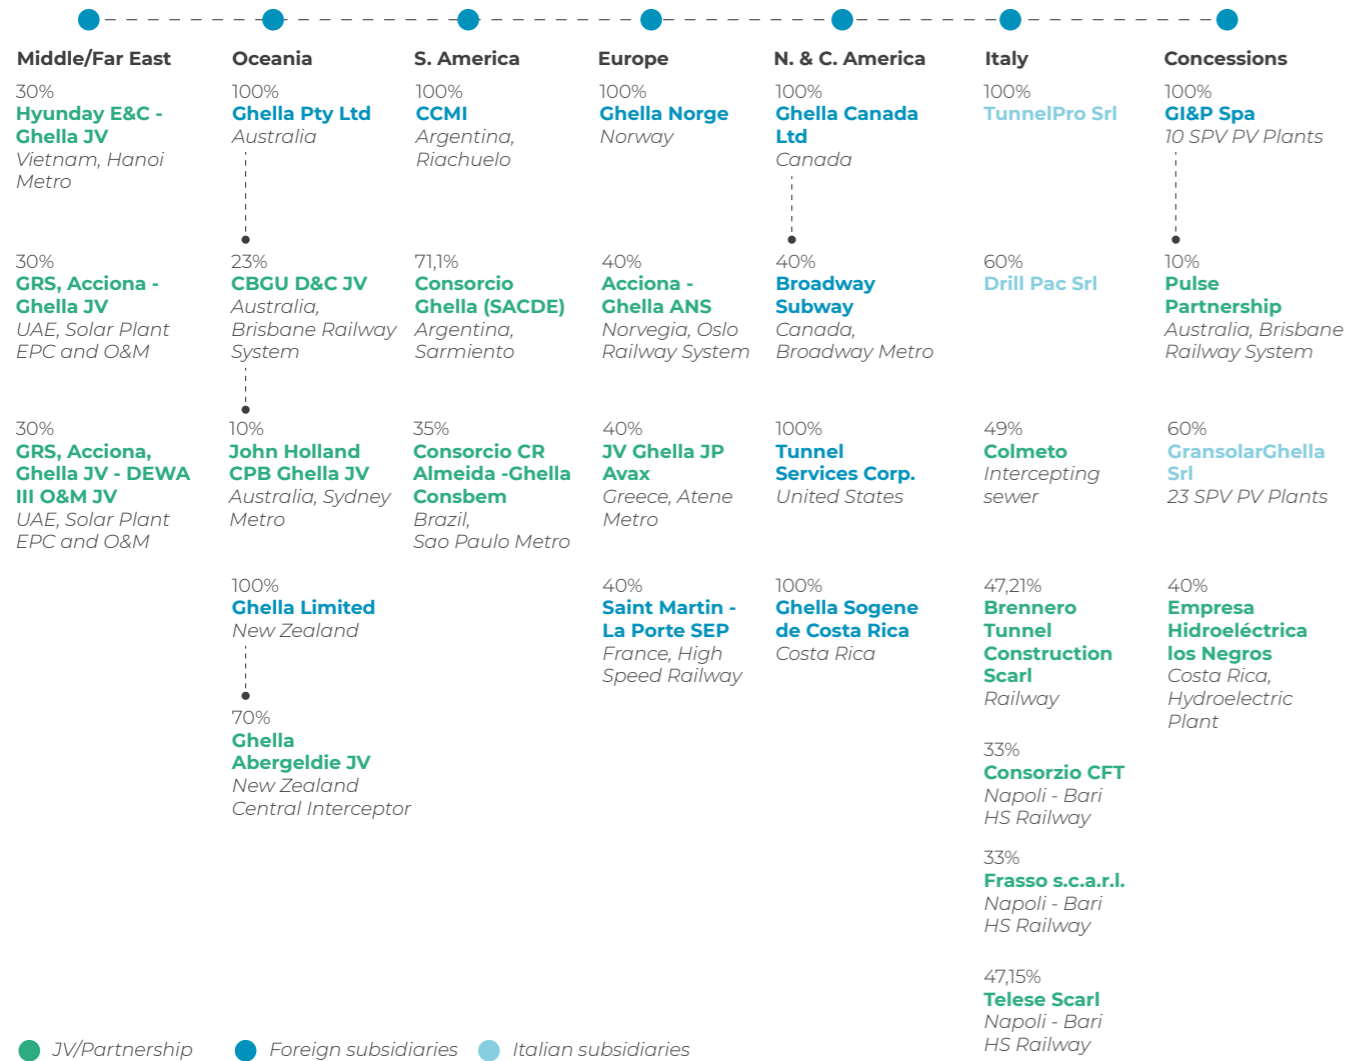 Middle/Far East
30%
Hyunday E&C -
Ghella JV
Vietnam, Hanoi
Metro
30%
GRS, Acciona -
Ghella JV
UAE, Solar Plant
EPC and O&M
30%
GRS, Acciona,
Ghella JV - DEWA
III O&M JV
UAE, Solar Plant
EPC and O&M
Oceania
100%
Ghella Pty Ltd
Australia
23%
CBGU D&C JV
Australia,
Brisbane Railway
System
10%
John Holland
CPB Ghella JV
Australia, Sydney
Metro
100%
Ghella Limited
New Zealand
70%
Ghella
Abergeldie JV
New Zealand
Central Interceptor
S. America
100%
CCMI
Argentina,
Riachuelo
71,1%
Consorcio
Ghella (SACDE)
Argentina,
Sarmiento
35%
Consorcio CR
Almeida -Ghella
Consbem
Brazil,
Sao Paulo Metro
Europe
100%
Ghella Norge
Norway
40%
Acciona -
Ghella ANS
Norvegia, Oslo
Railway System
40%
JV Ghella JP
Avax
Greece, Atene
Metro
40%
Saint Martin -
La Porte SEP
France, High
Speed Railway
N. & C. America
100%
Ghella Canada
Ltd
Canada
40%
Broadway
Subway
Canada,
Broadway Metro
100%
Tunnel
Services Corp.
United States
100%
Ghella Sogene
de Costa Rica
Costa Rica
Italy
100%
TunnelPro Srl
60%
Drill Pac Srl
49%
Colmeto
Intercepting
sewer
47,21%
Brennero
Tunnel
Construction
Scarl
Railway
33%
Consorzio CFT
Napoli - Bari
HS Railway
33%
Frasso s.c.a.r.l.
Napoli - Bari
HS Railway
47,15%
Telese Scarl
Napoli - Bari
HS Railway
Concessions
100%
GI&P Spa
10 SPV PV Plants
10%
Pulse
Partnership
Australia, Brisbane
Railway System
60%
GransolarGhella
Srl
23 SPV PV Plants
40%
Empresa
Hidroeléctrica
los Negros
Costa Rica,
Hydroelectric
Plant
JV/Partnership
Foreign subsidiaries
Italian subsidiaries